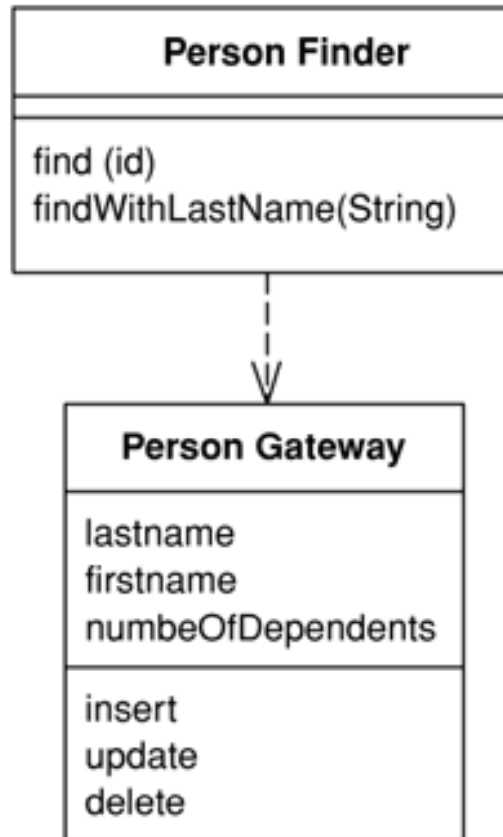 Person Finder
find (id)
findWithLastName(String)
Person Gateway
lastname
firstname
numbeOfDependents
insert
update
delete